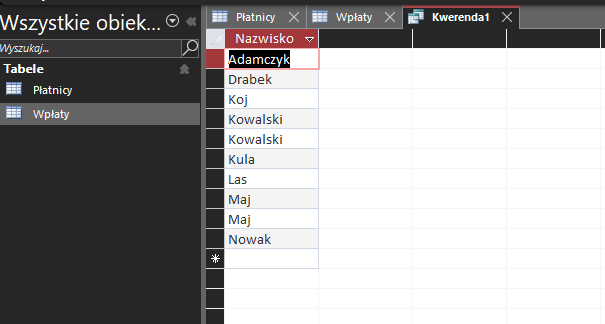 Wszystkie obiek...
Wyszukaj...
Tabele
Płatnicy
Wpłaty
Płatnicy
Wpłaty
Kwerenda1
Nazwisko
Adamczyk
Drabek
Koj
Kowalski
Kowalski
Kula
Las
Maj
Maj
Nowak